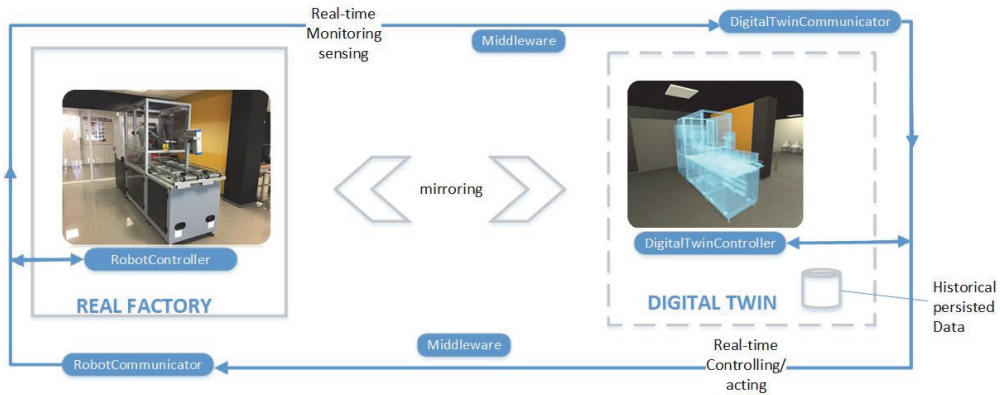 Real-time
Monitoring
sensing
Middleware
DigitalTwinCommunicator
mirroring
RobotController
DigitalTwinController
REAL FACTORY
DIGITAL TWIN
Historical
persisted
Data
Middleware
RobotCommunicator
Real-time
Controlling/
acting